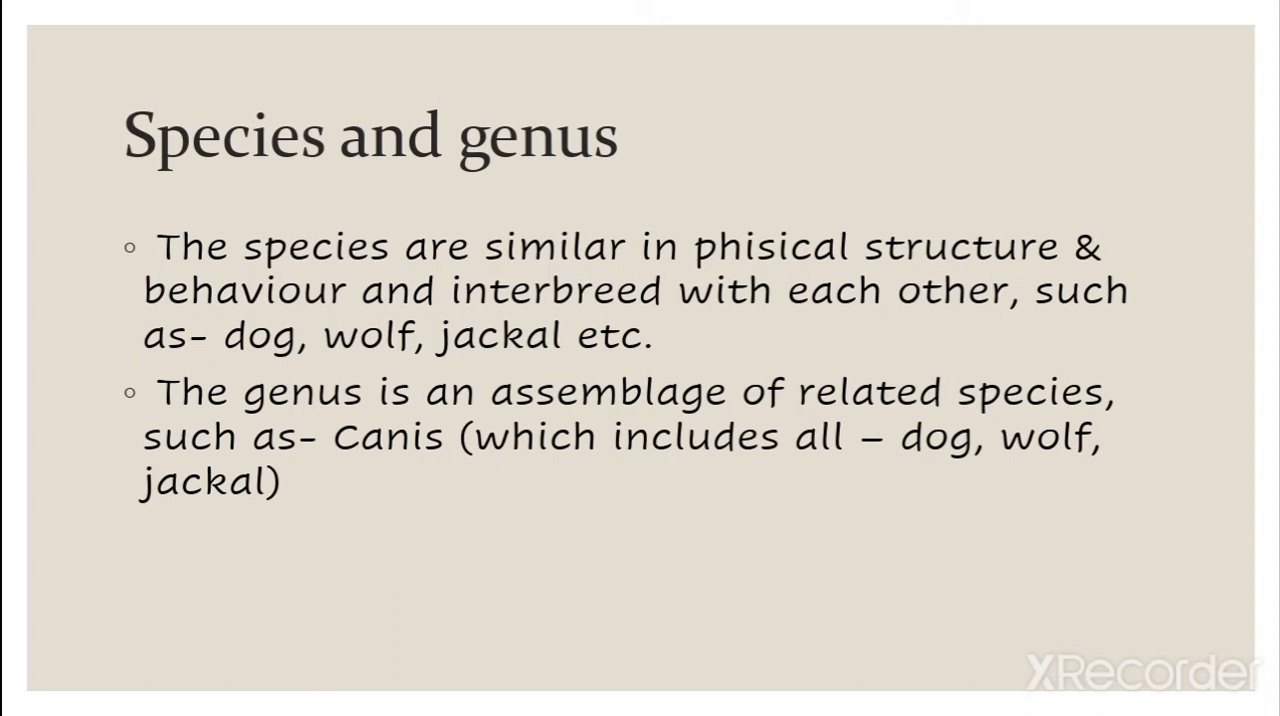 Species and genus
◦ The species are similar in phisical structure &
behaviour and interbreed with each other, such
as- dog, wolf, jackal etc.
◦ The genus is an assemblage of related species,
such as- Canis (which includes all – dog, wolf,
jackal)
XRecorder